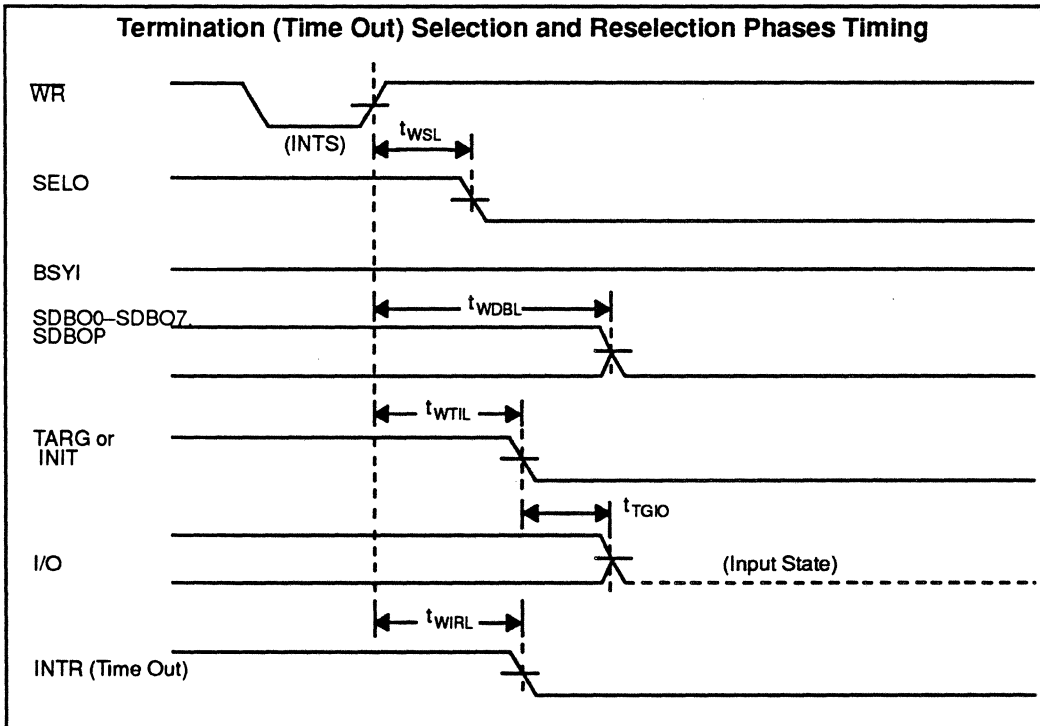 Termination (Time Out) Selection and Reselection Phases Timing
WR
(INTS)
tWSL
SELO
BSYI
tWDBL
SDBO0–SDBO7,
SDBOP
tWTIL
TARG or
INIT
tTGIO
I/O
(Input State)
tWIRL
INTR (Time Out)